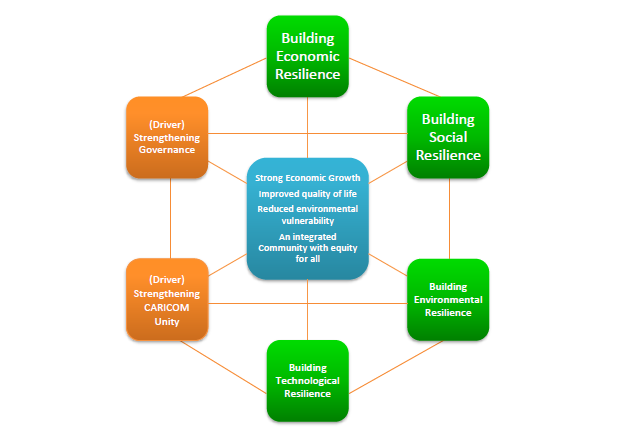 Building
Economic
Resilience
(Driver)
Strengthening
Governance
Building
Social
Resilience
Strong Economic Growth
Improved quality of life
Reduced environmental
vulnerability
An integrated
Community with equity
for all
(Driver)
Strengthening
CARICOM
Unity
Building
Environmental
Resilience
Building
Technological
Resilience